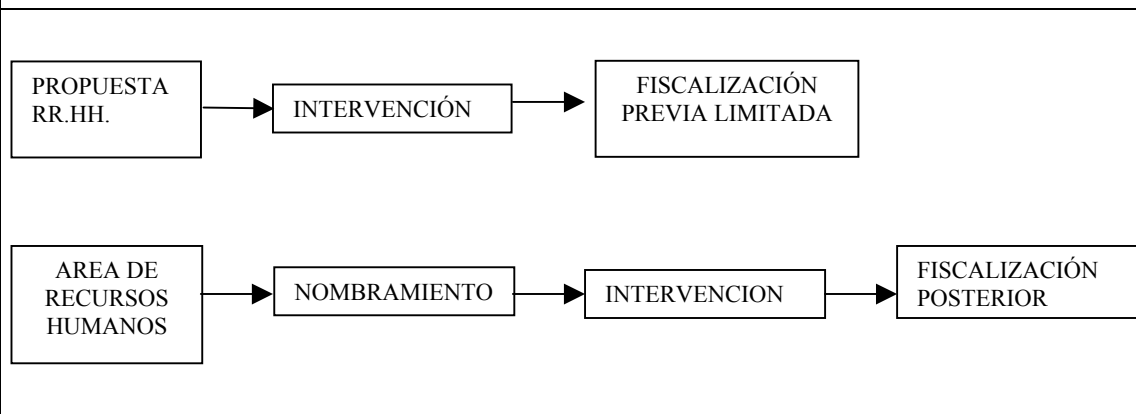 PROPUESTA
RR.HH.
INTERVENCIÓN
FISCALIZACIÓN
PREVIA LIMITADA
AREA DE
RECURSOS
HUMANOS
NOMBRAMIENTO
INTERVENCION
FISCALIZACIÓN
POSTERIOR